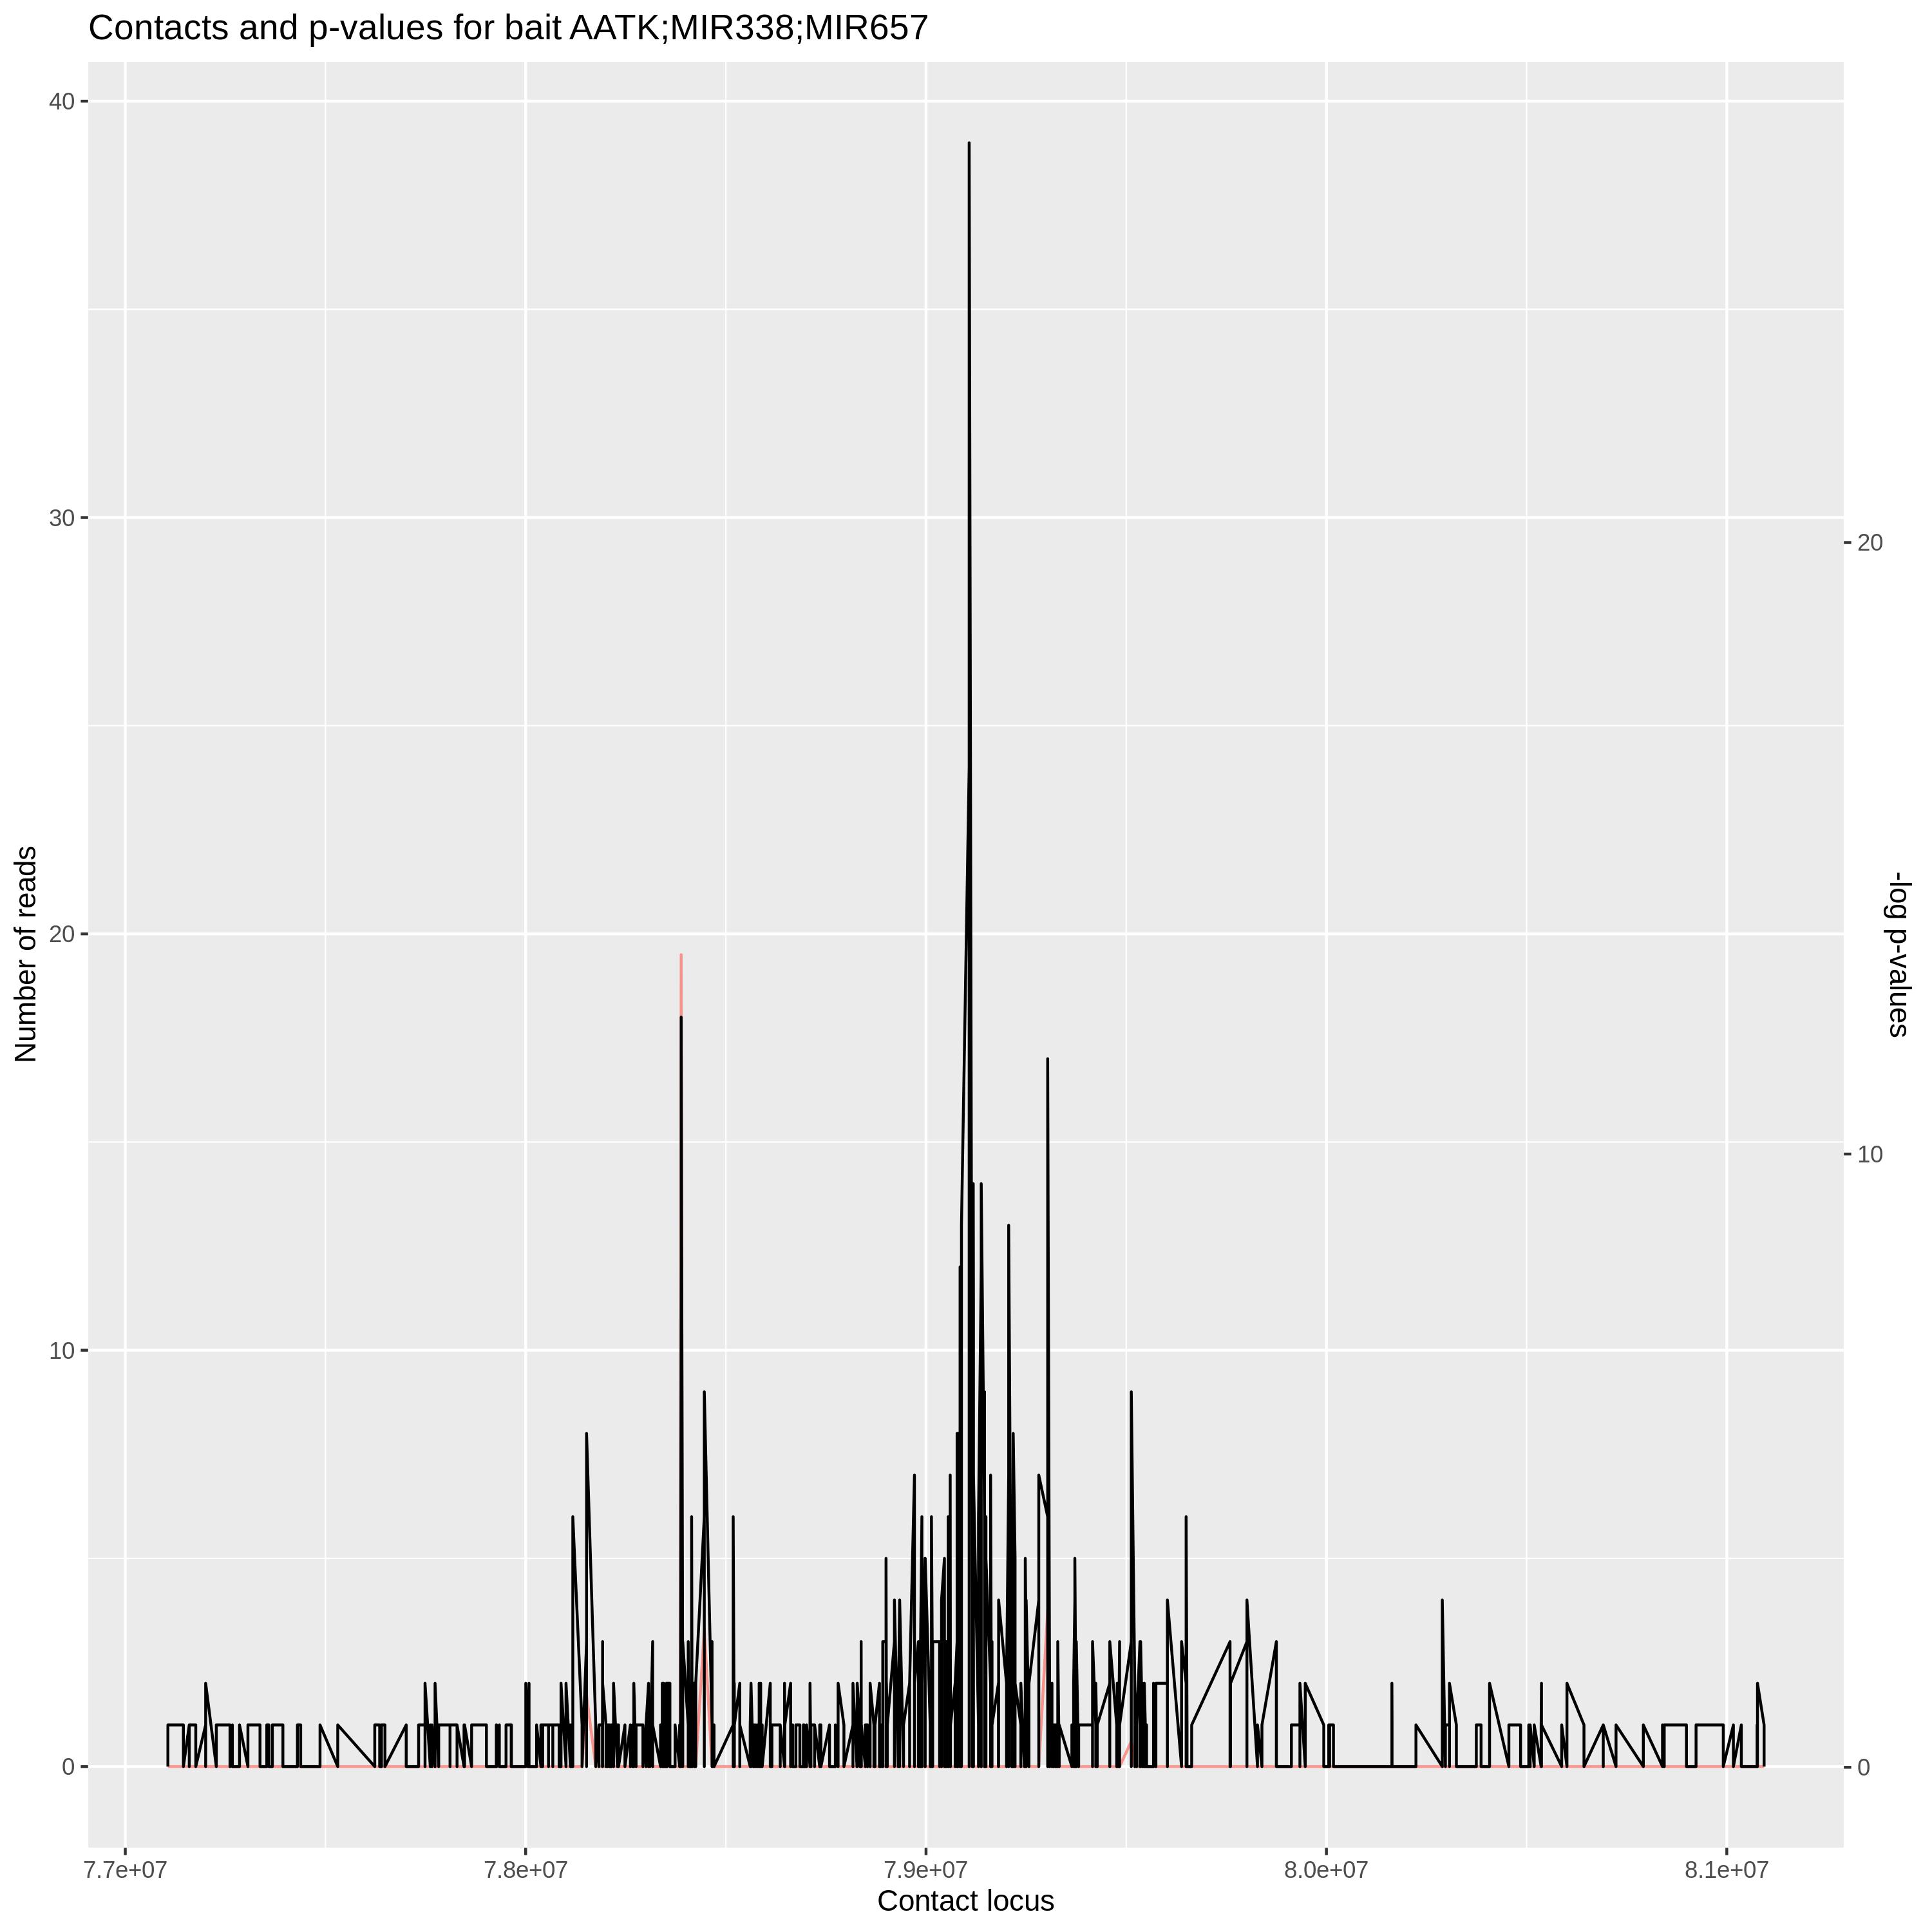 Contacts and p-values for bait AATK;MIR338;MIR657
40
30
20
10
0
Number of reads
20
10
0
-log p-values
7.7e+07
7.8e+07
7.9e+07
8.0e+07
8.1e+07
Contact locus